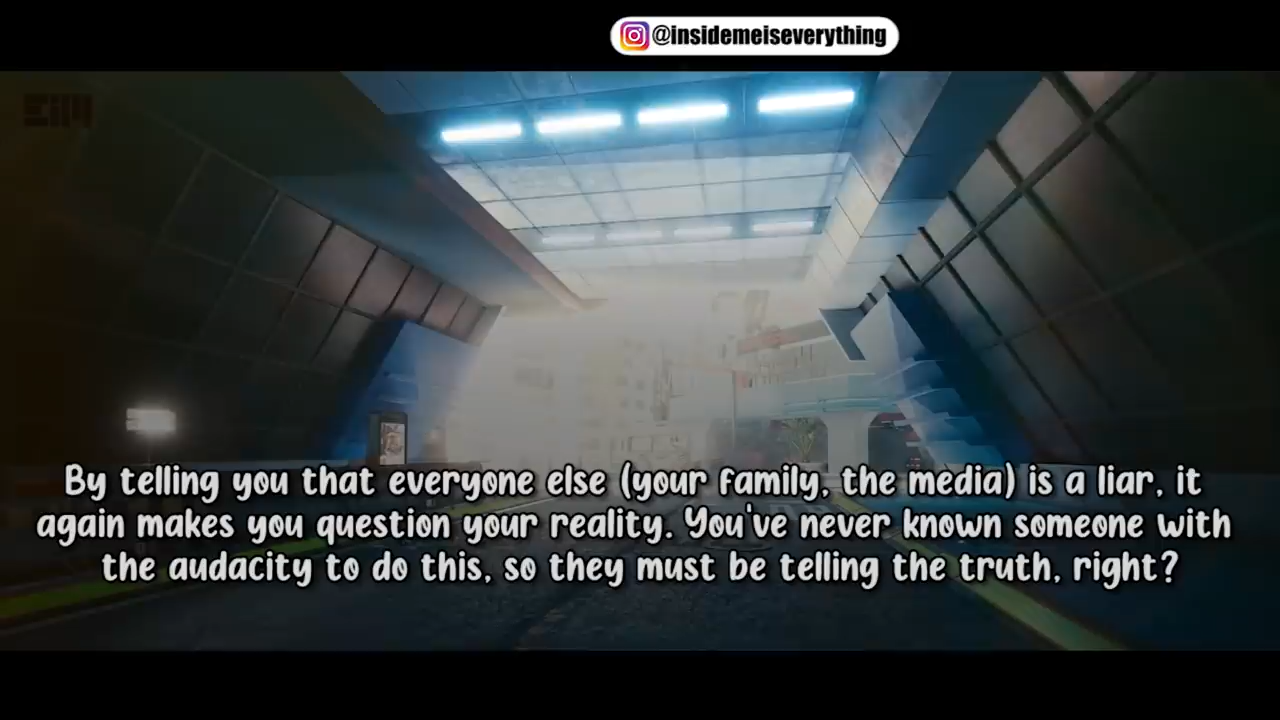 @insidemeiseverything
By telling you that everyone else (your family, the media) is a liar, it
again makes you question your reality. You've never known someone with
the audacity to do this, so they must be telling the truth, right?